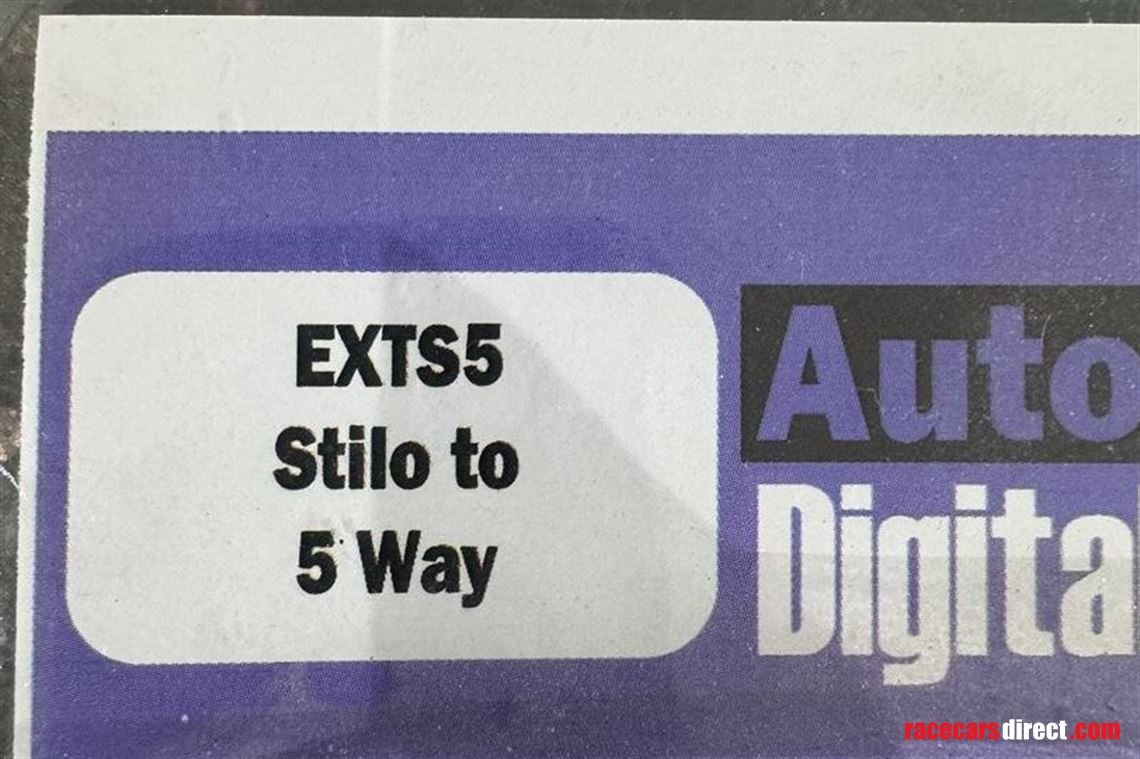 EXTS5
Stilo to
5 Way
Auto
Digita
racecarsdirect.com